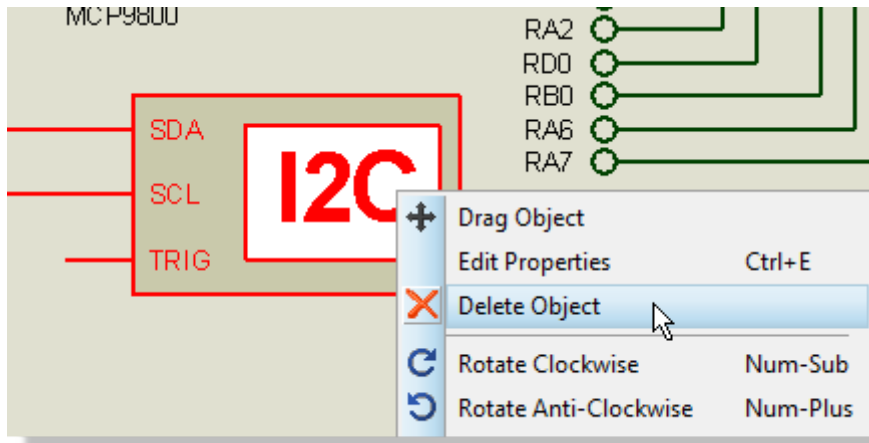 MCP9800
RA2
RD0
RB0
RA6
RA7
SDA
SCL
TRIG
I2C
Drag Object
Edit Properties Ctrl+E
Delete Object
Rotate Clockwise Num-Sub
Rotate Anti-Clockwise Num-Plus